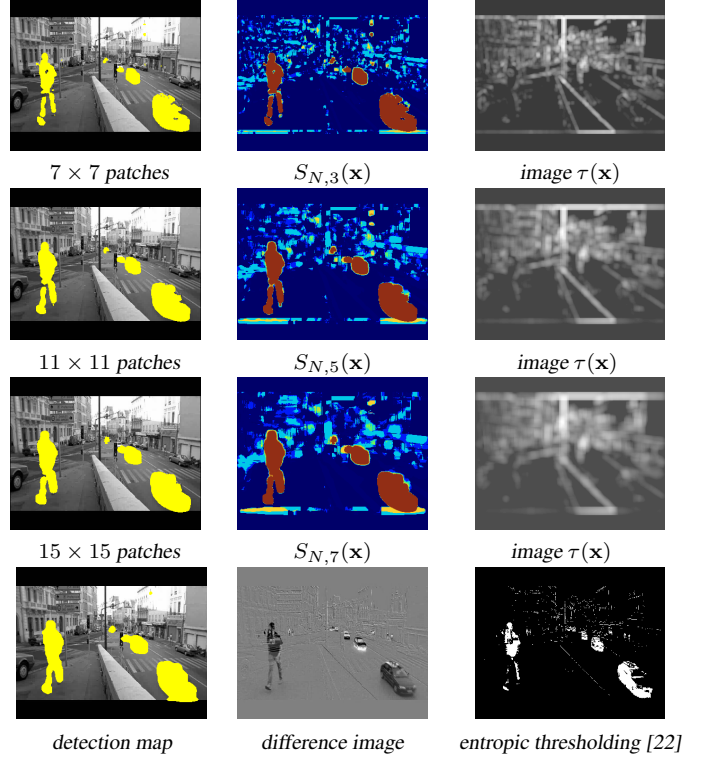 7 × 7 patches S_{N,3}(𝐱) image τ(𝐱)
11 × 11 patches S_{N,5}(𝐱) image τ(𝐱)
15 × 15 patches S_{N,7}(𝐱) image τ(𝐱)
detection map difference image entropic thresholding [22]